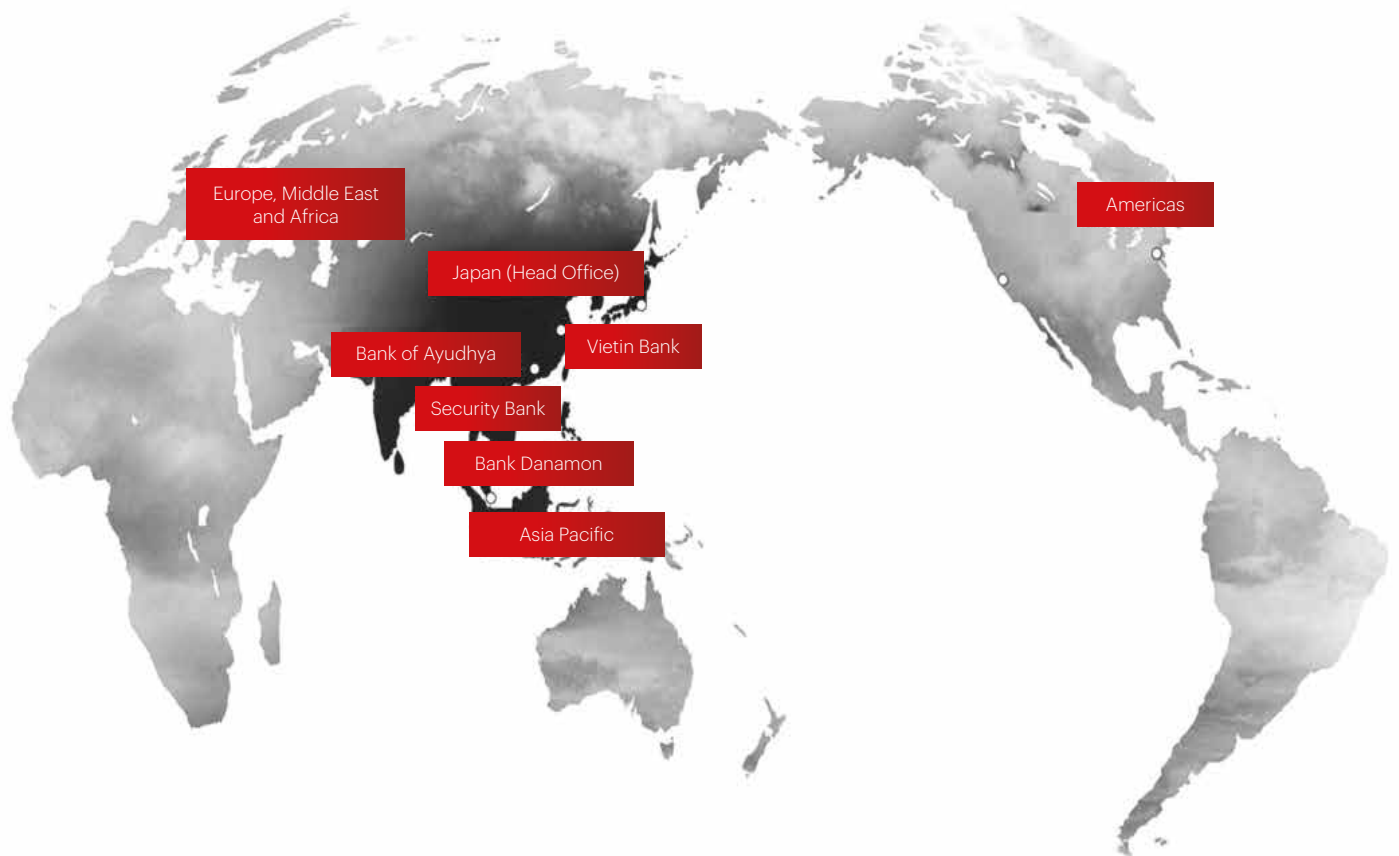 Europe, Middle East
and Africa
Americas
Japan (Head Office)
Bank of Ayudhya
Vietin Bank
Security Bank
Bank Danamon
Asia Pacific